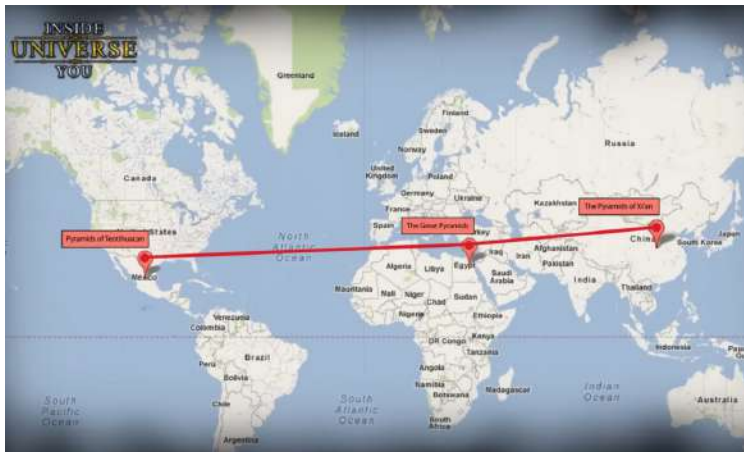 INSIDE
UNIVERSE
YOU
Greenland
Iceland
Finland
Sweden
Norway
Russia
Canada
United
Kingdom
Poland
Germany
Ukraine
France
Kazakhstan
The Pyramids of Xi'an
Spain
The Great Pyramids
Turkey
Pyramids of Teotihuacan
States
North
Atlantic
Ocean
China
South Korea
Japan
Iraq
Iran
Afghanistan
Pakistan
Algeria
Libya
Egypt
Saudi
Arabia
India
Mexico
Mauritania
Mali
Niger
Chad
Sudan
Thailand
Nigeria
Ethiopia
Venezuela
Colombia
DR Congo
Kenya
Tanzania
Indonesia
Brazil
Peru
Bolivia
Angola
Namibia
Botswana
Madagascar
Chile
South
Pacific
Ocean
South
Atlantic
Ocean
Indian
Ocean
Australia
South
Africa
Argentina